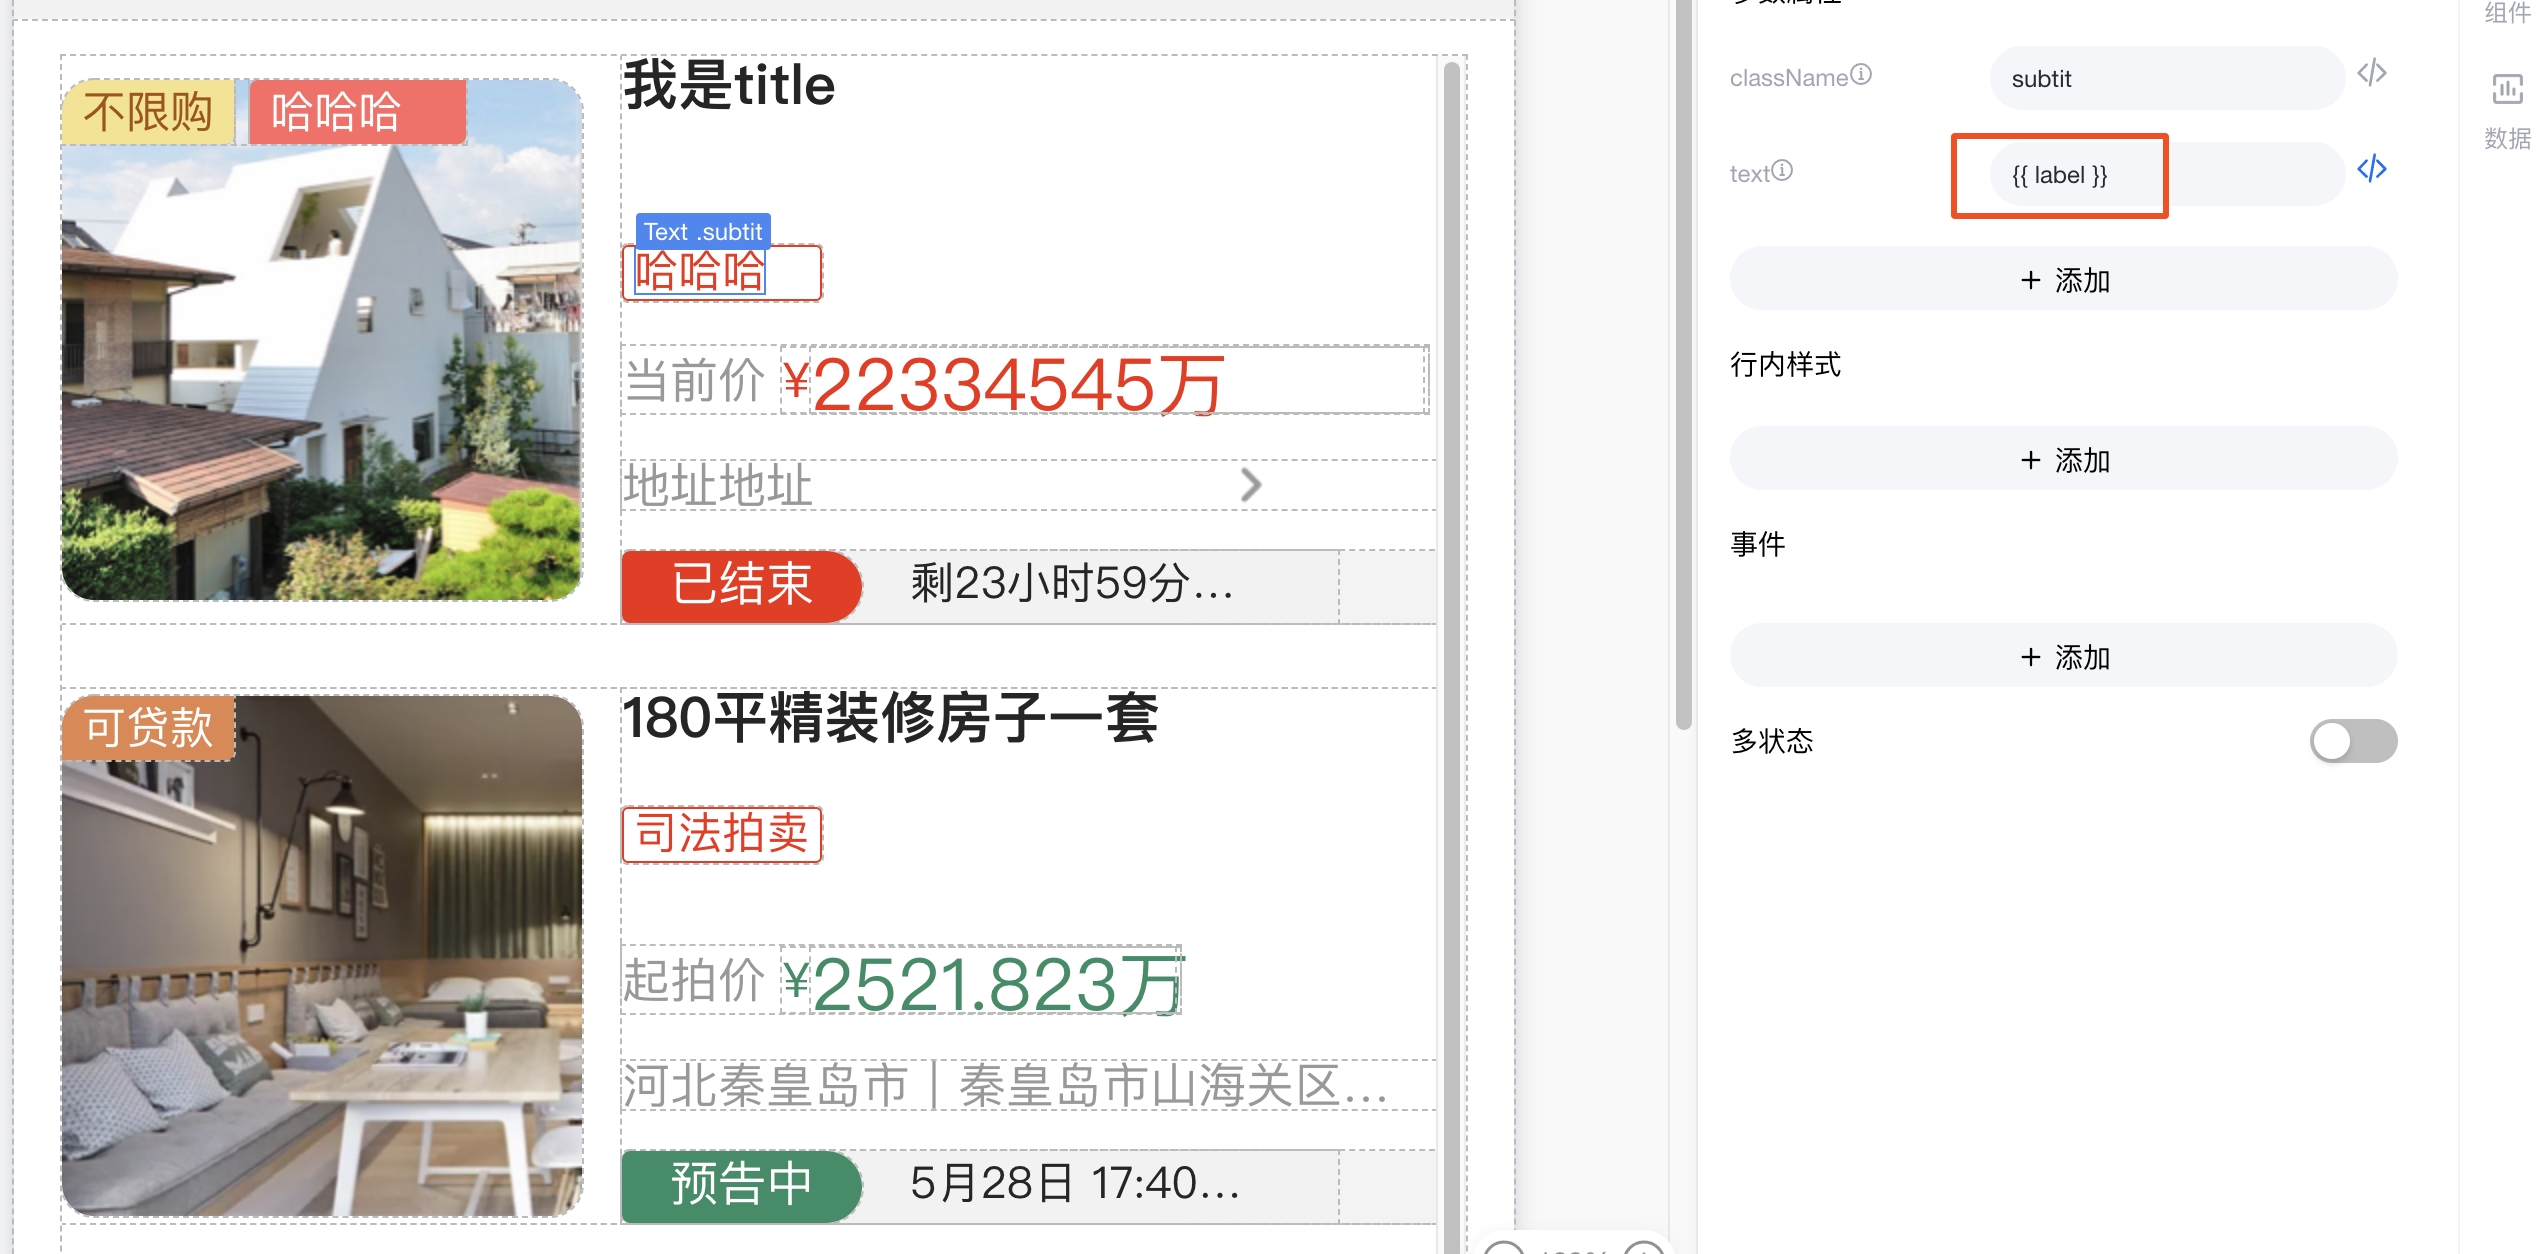 不限购
哈哈哈
我是title
Text .subtit
哈哈哈
当前价 ¥22334545万
地址地址
已结束
剩23小时59分...
可贷款
180平精装修房子一套
司法拍卖
起拍价 ¥2521.823万
河北秦皇岛市｜秦皇岛市山海关区...
预告中
5月28日 17:40...
className
subtit
text
{{ label }}
+ 添加
行内样式
+ 添加
事件
+ 添加
多状态
组件
数据